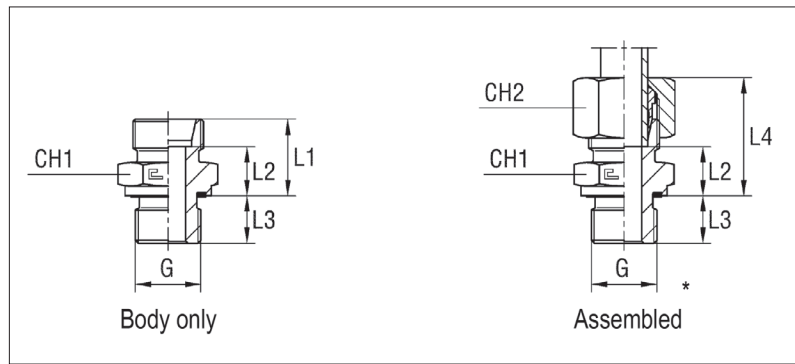 CH1
L2
L1
L3
G
Body only
CH2
CH1
L2
L4
L3
G
*
Assembled